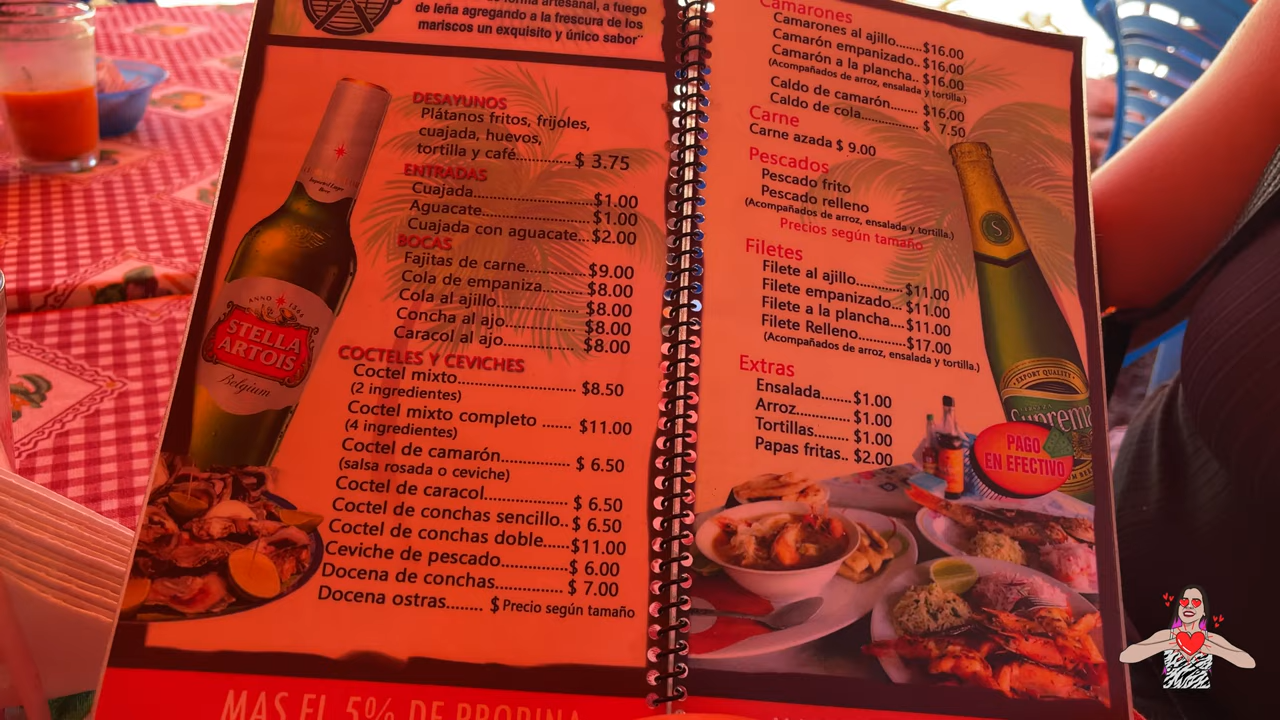 forma artesanal, a fuego
de leña agregando a la frescura de los
mariscos un exquisito y único sabor¨
DESAYUNOS
Plátanos fritos, frijoles,
cuajada, huevos,
tortilla y café............ $ 3.75
ENTRADAS
Cuajada..............................$1.00
Aguacate...........................$1.00
Cuajada con aguacate...$2.00
BOCAS
Fajitas de carne................$9.00
Cola de empaniza............$8.00
Cola al ajillo.......................$8.00
Concha al ajo....................$8.00
Caracol al ajo....................$8.00
COCTELES Y CEVICHES
Coctel mixto........................ $8.50
(2 ingredientes)
Coctel mixto completo ....... $11.00
(4 ingredientes)
Coctel de camarón............... $ 6.50
(salsa rosada o ceviche)
Coctel de caracol.................. $ 6.50
Coctel de conchas sencillo.. $ 6.50
Coctel de conchas doble......$11.00
Ceviche de pescado.............. $ 6.00
Docena de conchas............... $ 7.00
Docena ostras........ $ Precio según tamaño
ANNO 1366
STELLA
ARTOIS
Belgium
MAS EL 5% DE PROPINA
Camarones
Camarones al ajillo.......$16.00
Camarón empanizado..$16.00
Camarón a la plancha..$16.00
(Acompañados de arroz, ensalada y tortilla.)
Caldo de camarón.......$16.00
Caldo de cola..............$ 7.50
Carne
Carne azada $ 9.00
Pescados
Pescado frito
Pescado relleno
(Acompañados de arroz, ensalada y tortilla.)
Precios según tamaño
Filetes
Filete al ajillo...........$11.00
Filete empanizado...$11.00
Filete a la plancha....$11.00
Filete Relleno..........$17.00
(Acompañados de arroz, ensalada y tortilla.)
Extras
Ensalada.......$1.00
Arroz.............$1.00
Tortillas........$1.00
Papas fritas..$2.00
S
EXPORT QUALITY
Suprema
PAGO
EN EFECTIVO